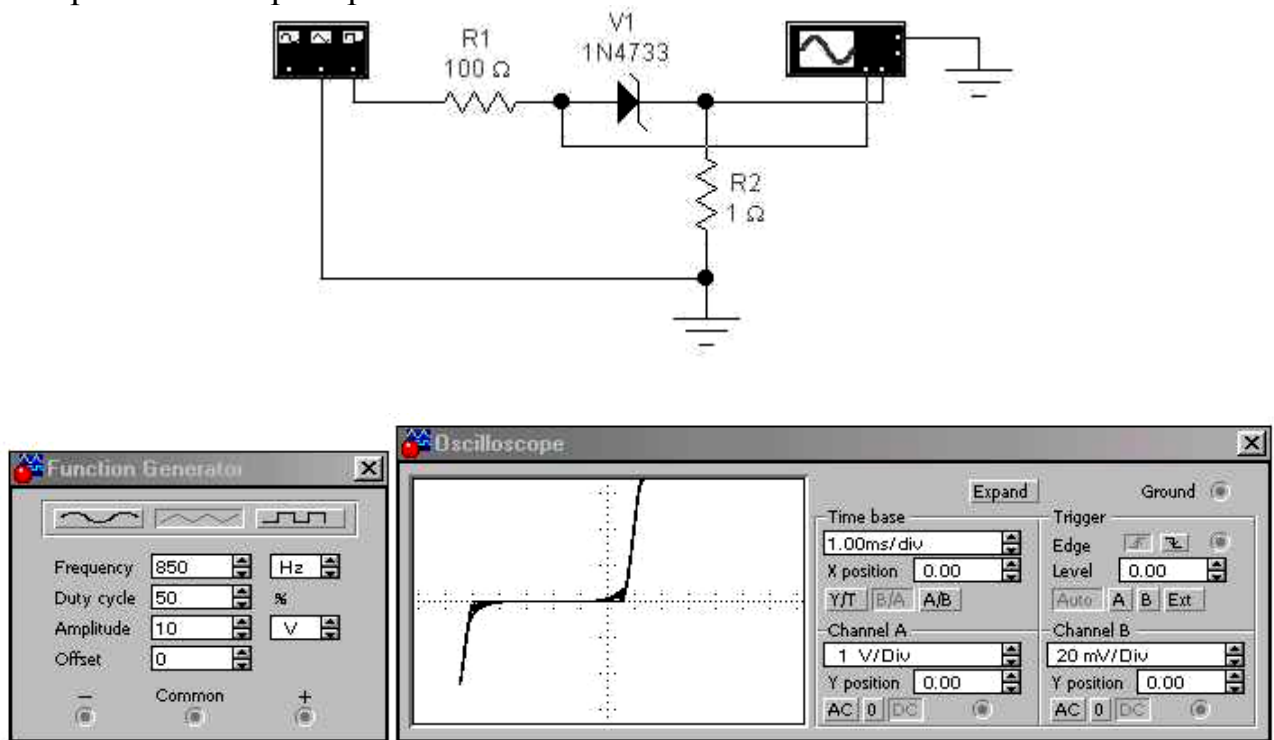 V1
R1
1N4733
100 Ω
R2
1 Ω
Function Generator
Frequency 850 Hz
Duty cycle 50 %
Amplitude 10 V
Offset 0
− Common +
Oscilloscope
Expand Ground
Time base
1.00ms/div
X position 0.00
Y/T B/A A/B
Trigger
Edge
Level 0.00
Auto A B Ext
Channel A
1 V/Div
Y position 0.00
AC 0 DC
Channel B
20 mV/Div
Y position 0.00
AC 0 DC